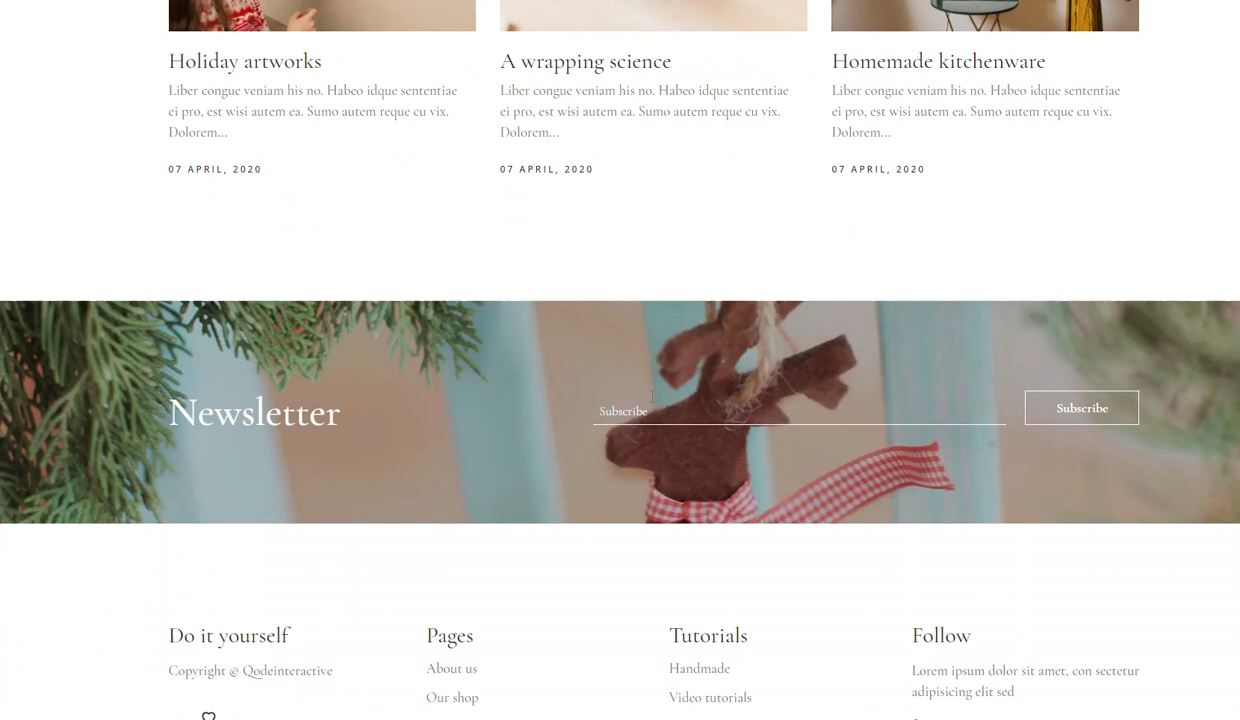 Holiday artworks
Liber congue veniam his no. Habeo idque sententiae
ei pro, est wisi autem ea. Sumo autem reque cu vix.
Dolorem...
07 APRIL, 2020
A wrapping science
Liber congue veniam his no. Habeo idque sententiae
ei pro, est wisi autem ea. Sumo autem reque cu vix.
Dolorem...
07 APRIL, 2020
Homemade kitchenware
Liber congue veniam his no. Habeo idque sententiae
ei pro, est wisi autem ea. Sumo autem reque cu vix.
Dolorem...
07 APRIL, 2020
Newsletter
Subscribe
Subscribe
Do it yourself
Copyright @ Qodeinteractive
Pages
About us
Our shop
Tutorials
Handmade
Video tutorials
Follow
Lorem ipsum dolor sit amet, con sectetur
adipisicing elit sed